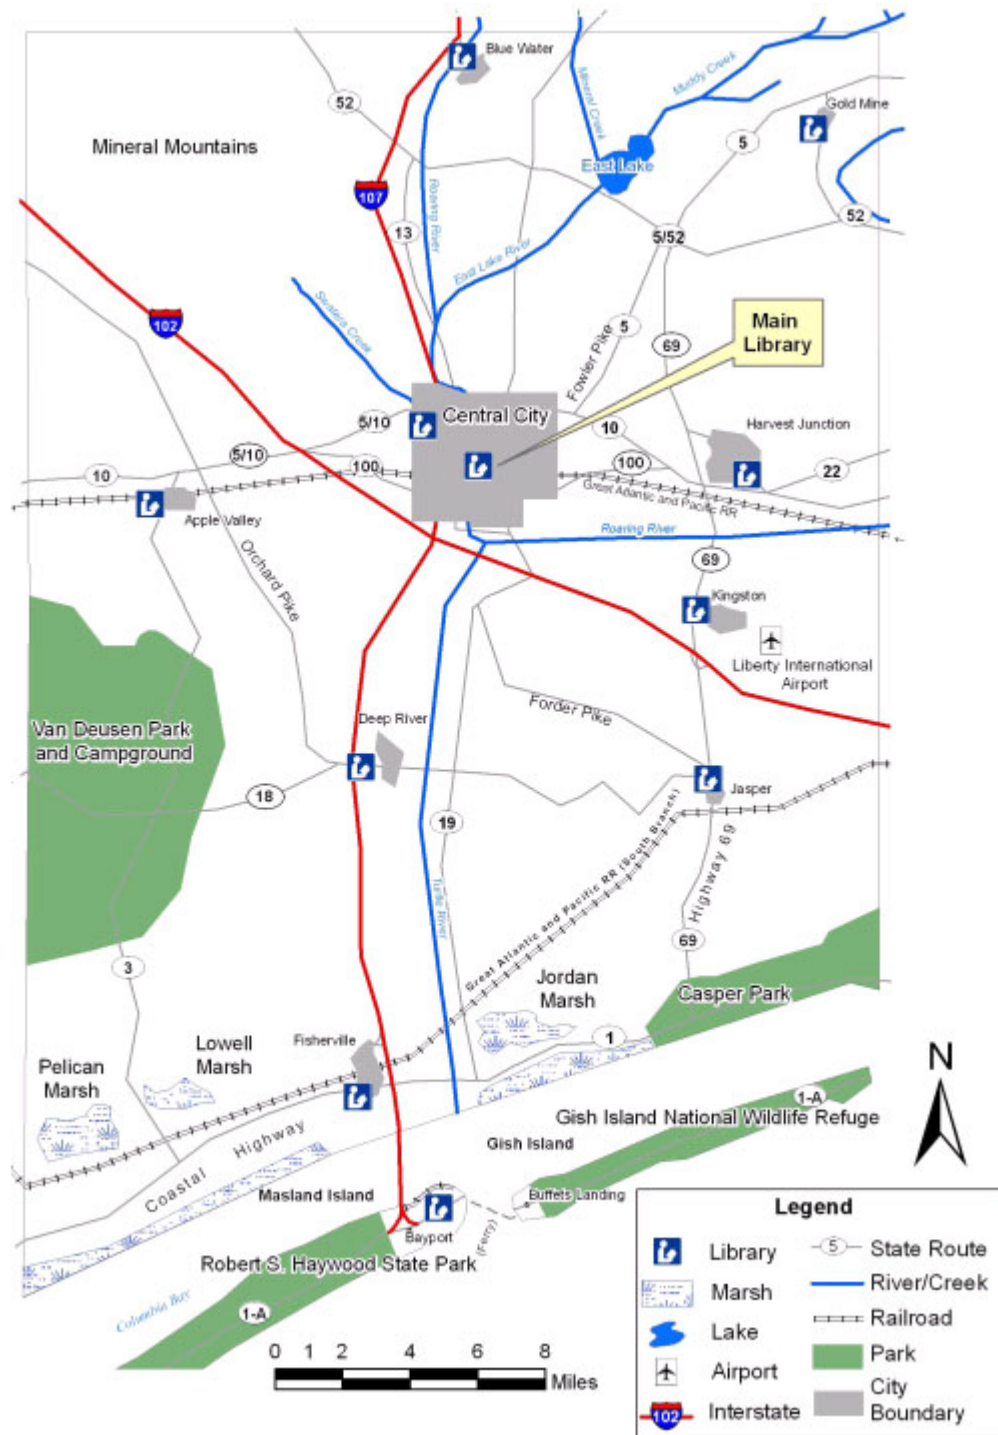 Blue Water
52
Mineral Creek
Muddy Creek
Gold Mine
5
Mineral Mountains
East Lake
107
Roaring River
52
13
5/52
East Lake River
Swatara Creek
102
Main
Library
5
69
Fowler Pike
Central City
5/10
10
Harvest Junction
5/10
100
100
22
10
Great Atlantic and Pacific RR
Apple Valley
Roaring River
Orchard Pike
69
Kingston
Liberty International
Airport
Forder Pike
Deep River
Van Deusen Park
and Campground
18
Jasper
19
Great Atlantic and Pacific RR (South Branch)
Highway 69
Turtle River
69
3
Jordan
Marsh
Casper Park
Lowell
Marsh
Fisherville
1
Pelican
Marsh
N
1-A
Gish Island National Wildlife Refuge
Coastal Highway
Gish Island
Masland Island
Buffets Landing
Bayport
(Ferry)
Robert S. Haywood State Park
Columbia Bay
1-A
0 1 2 4 6 8
Miles
Legend
Library
Marsh
Lake
Airport
102
Interstate
5
State Route
River/Creek
Railroad
Park
City
Boundary